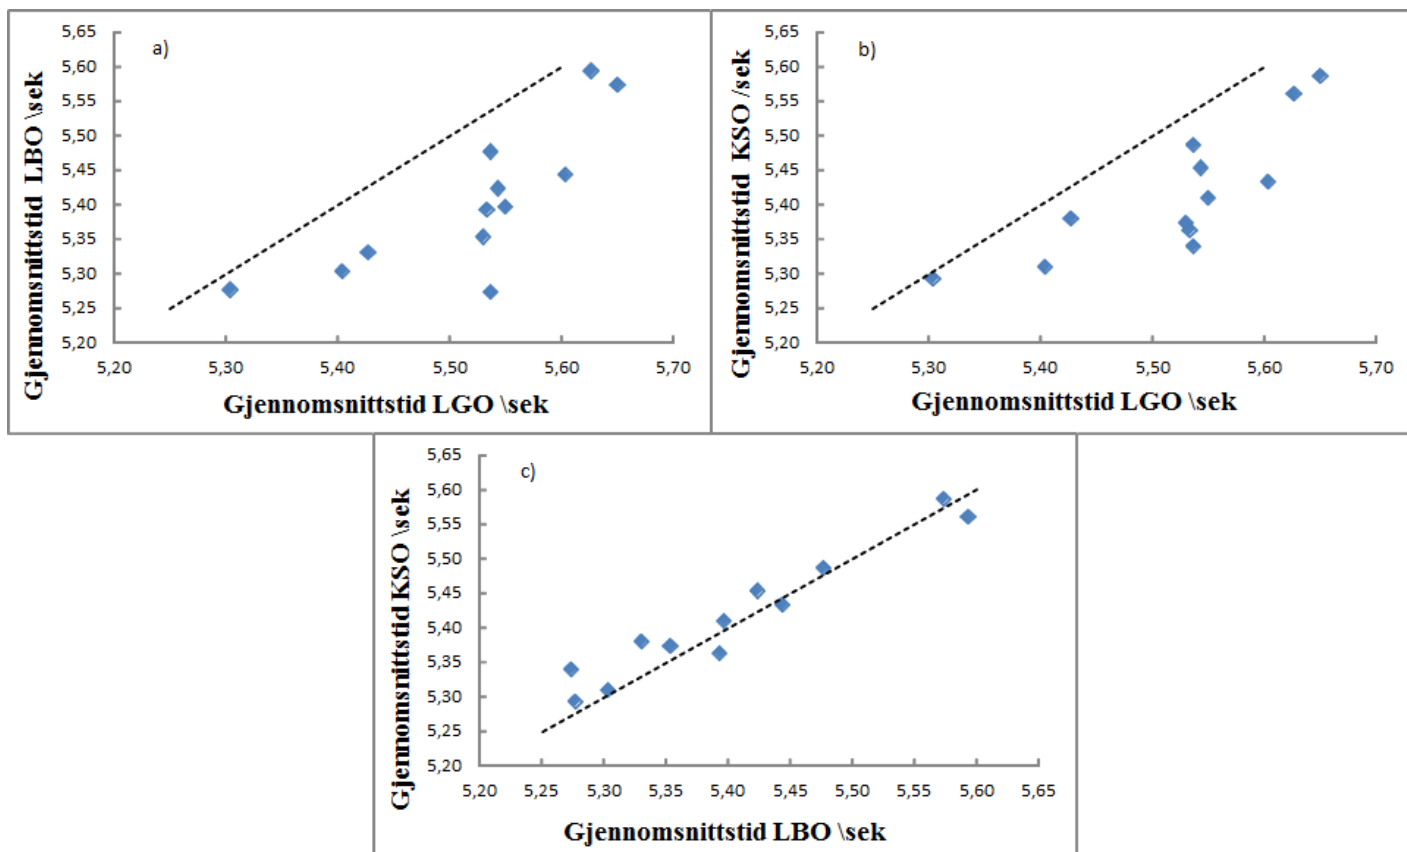 a)
Gjennomsnittstid LBO \sek
5,65
5,60
5,55
5,50
5,45
5,40
5,35
5,30
5,25
5,20
5,20 5,30 5,40 5,50 5,60 5,70
Gjennomsnittstid LGO \sek
b)
Gjennomsnittstid KSO /sek
5,65
5,60
5,55
5,50
5,45
5,40
5,35
5,30
5,25
5,20
5,20 5,30 5,40 5,50 5,60 5,70
Gjennomsnittstid LGO \sek
c)
Gjennomsnittstid KSO \sek
5,65
5,60
5,55
5,50
5,45
5,40
5,35
5,30
5,25
5,20
5,20 5,25 5,30 5,35 5,40 5,45 5,50 5,55 5,60 5,65
Gjennomsnittstid LBO \sek